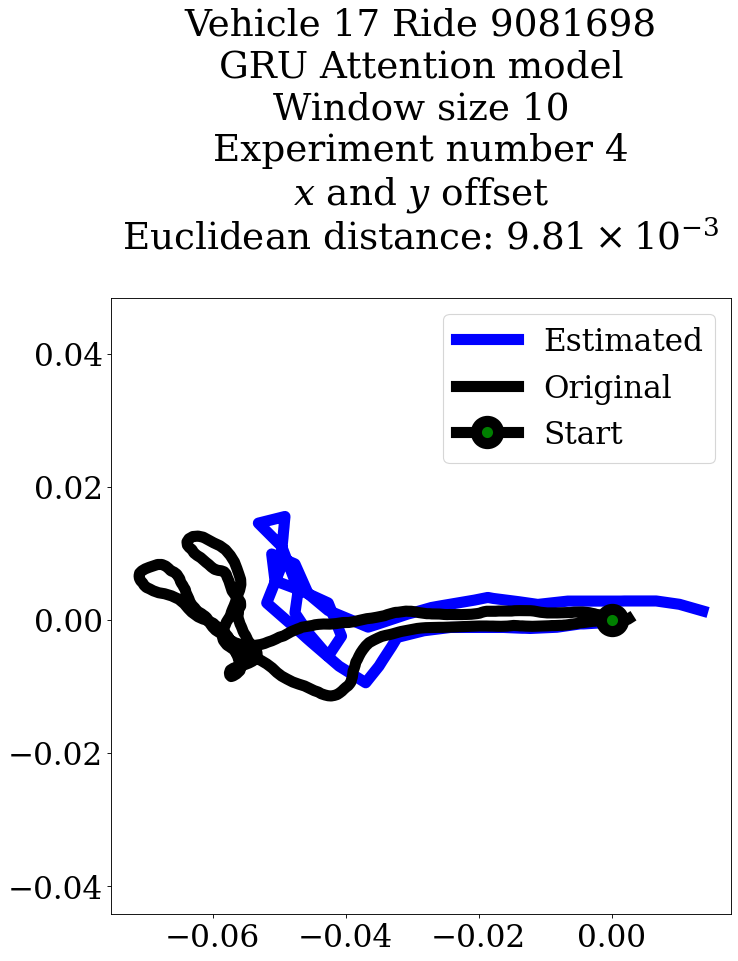 Vehicle 17 Ride 9081698
GRU Attention model
Window size 10
Experiment number 4
x and y offset
Euclidean distance: 9.81 × 10⁻³
Estimated
Original
Start
0.04
0.02
0.00
−0.02
−0.04
−0.06 −0.04 −0.02 0.00